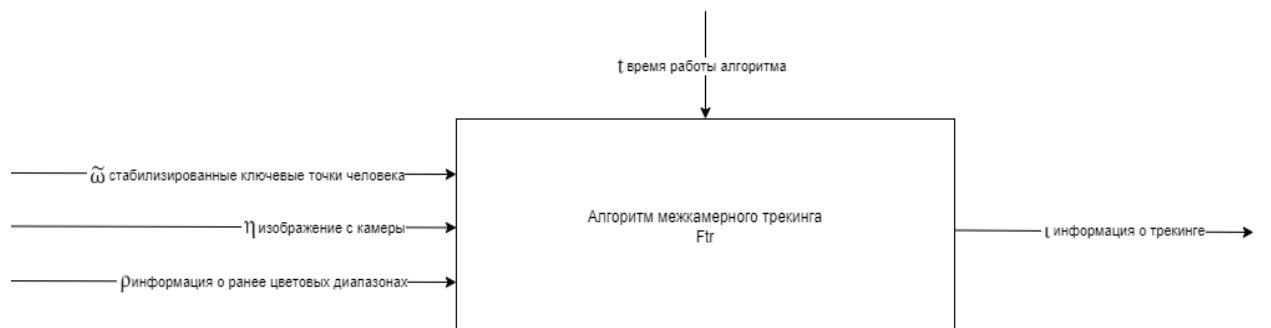 t время работы алгоритма
ω̃ стабилизированные ключевые точки человека
η изображение с камеры
ρ информация о ранее цветовых диапазонах
Алгоритм межкамерного трекинга
Ftr
ι информация о трекинге